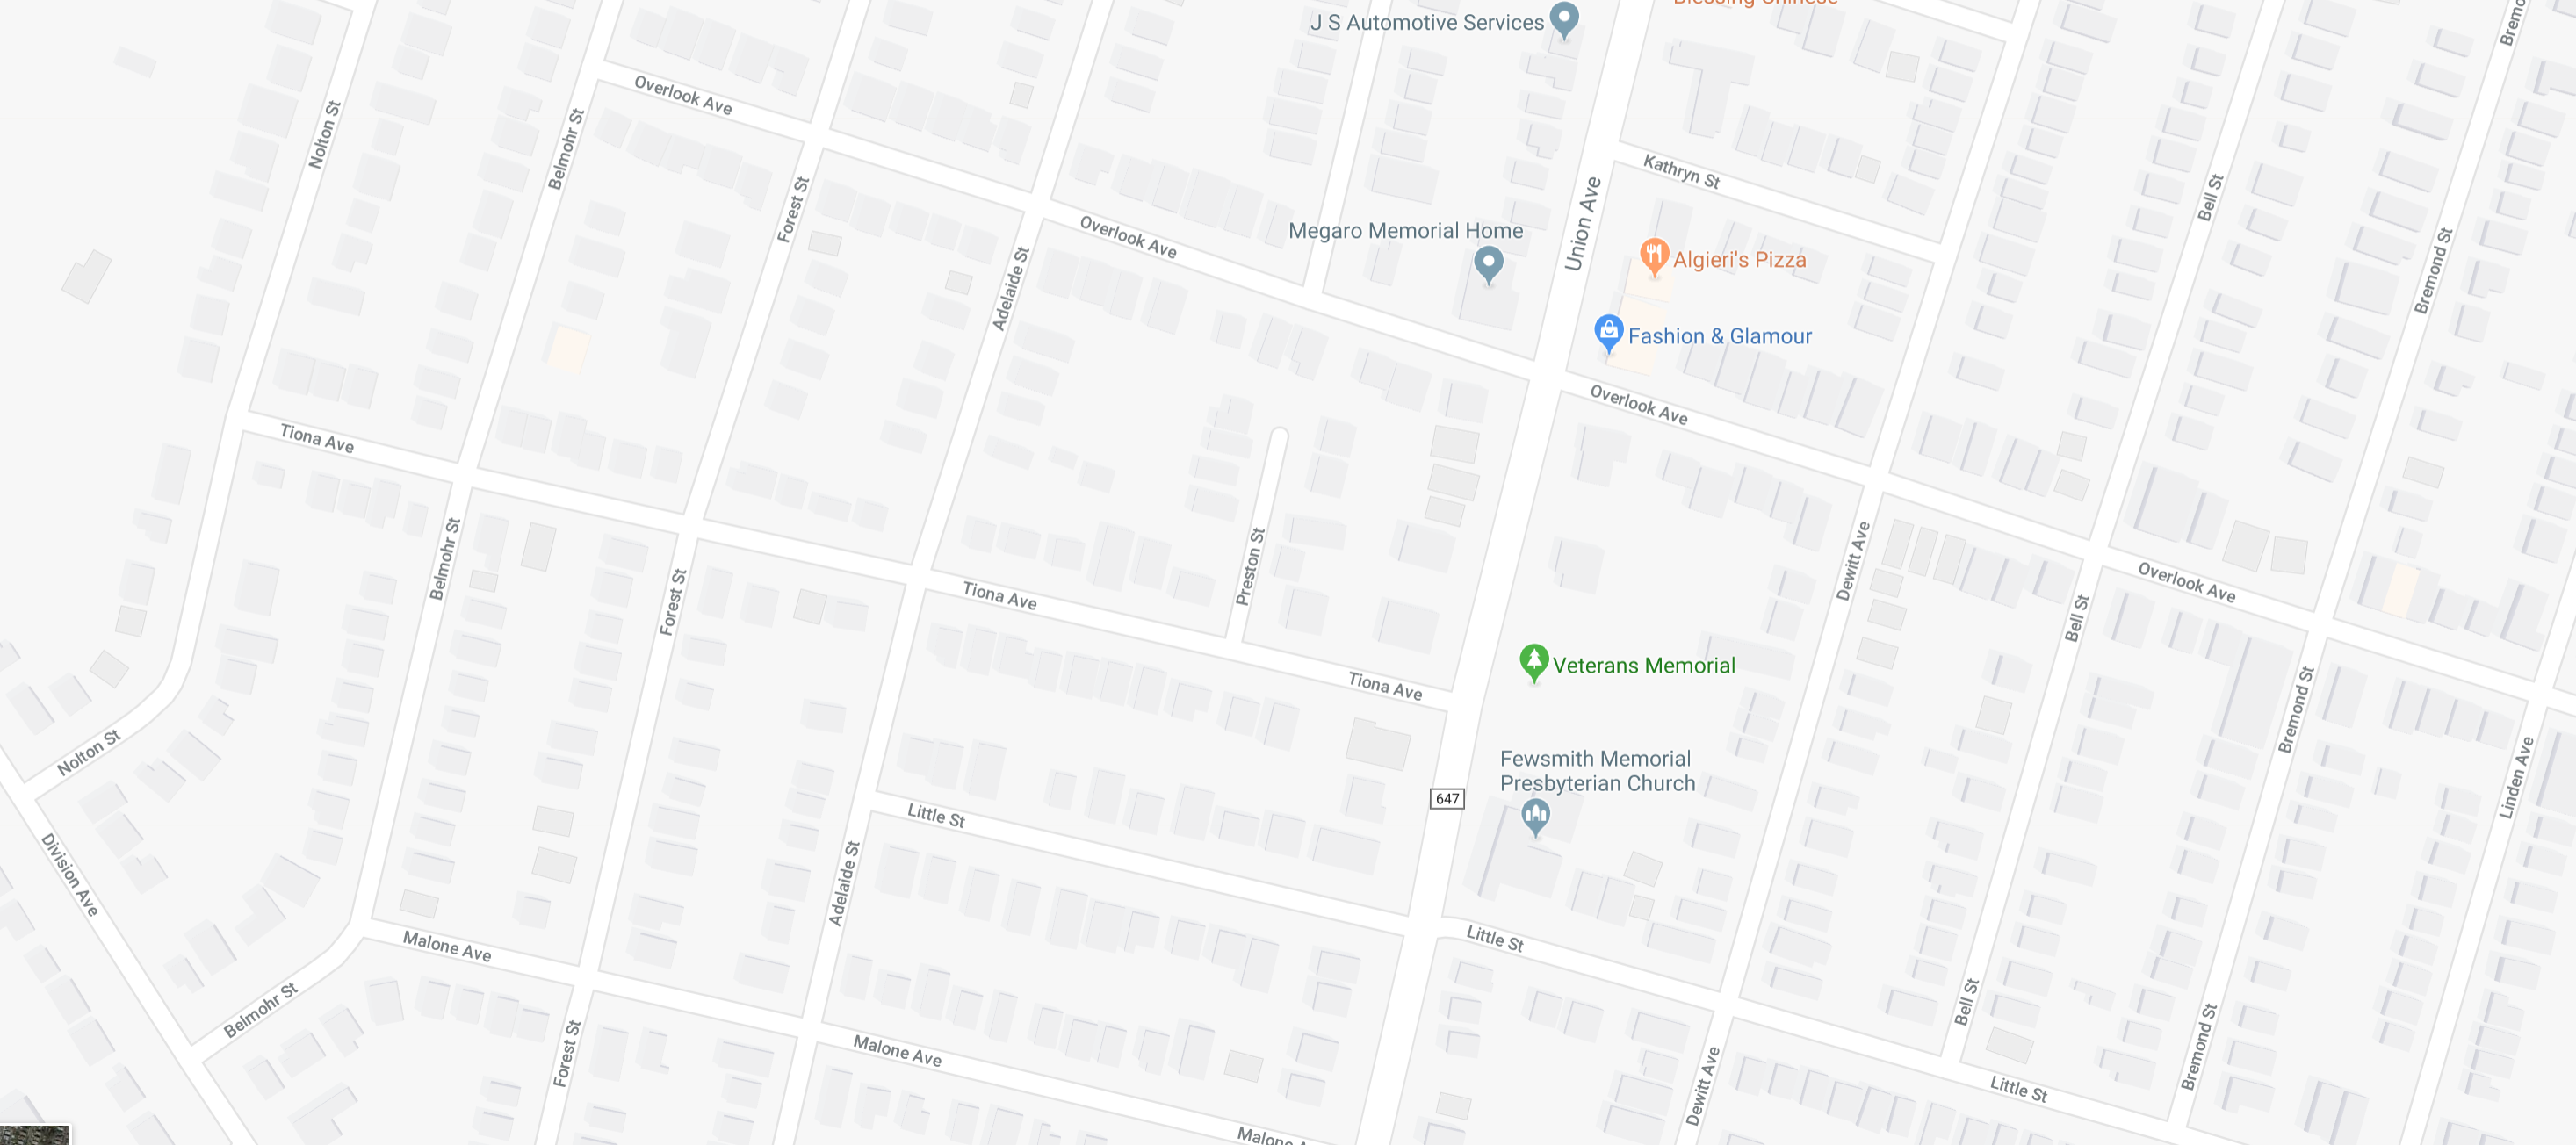 Blessing Chinese
J S Automotive Services
Overlook Ave
Nolton St
Belmohr St
Forest St
Kathryn St
Bell St
Union Ave
Adelaide St
Overlook Ave
Megaro Memorial Home
Algieri's Pizza
Bremond St
Fashion & Glamour
Overlook Ave
Tiona Ave
Belmohr St
Forest St
Preston St
Dewitt Ave
Tiona Ave
Overlook Ave
Bell St
Veterans Memorial
Tiona Ave
Bremond St
Nolton St
Fewsmith Memorial
Presbyterian Church
647
Linden Ave
Little St
Division Ave
Adelaide St
Malone Ave
Little St
Belmohr St
Bell St
Forest St
Malone Ave
Dewitt Ave
Bremond St
Little St
Malone A
Bremo